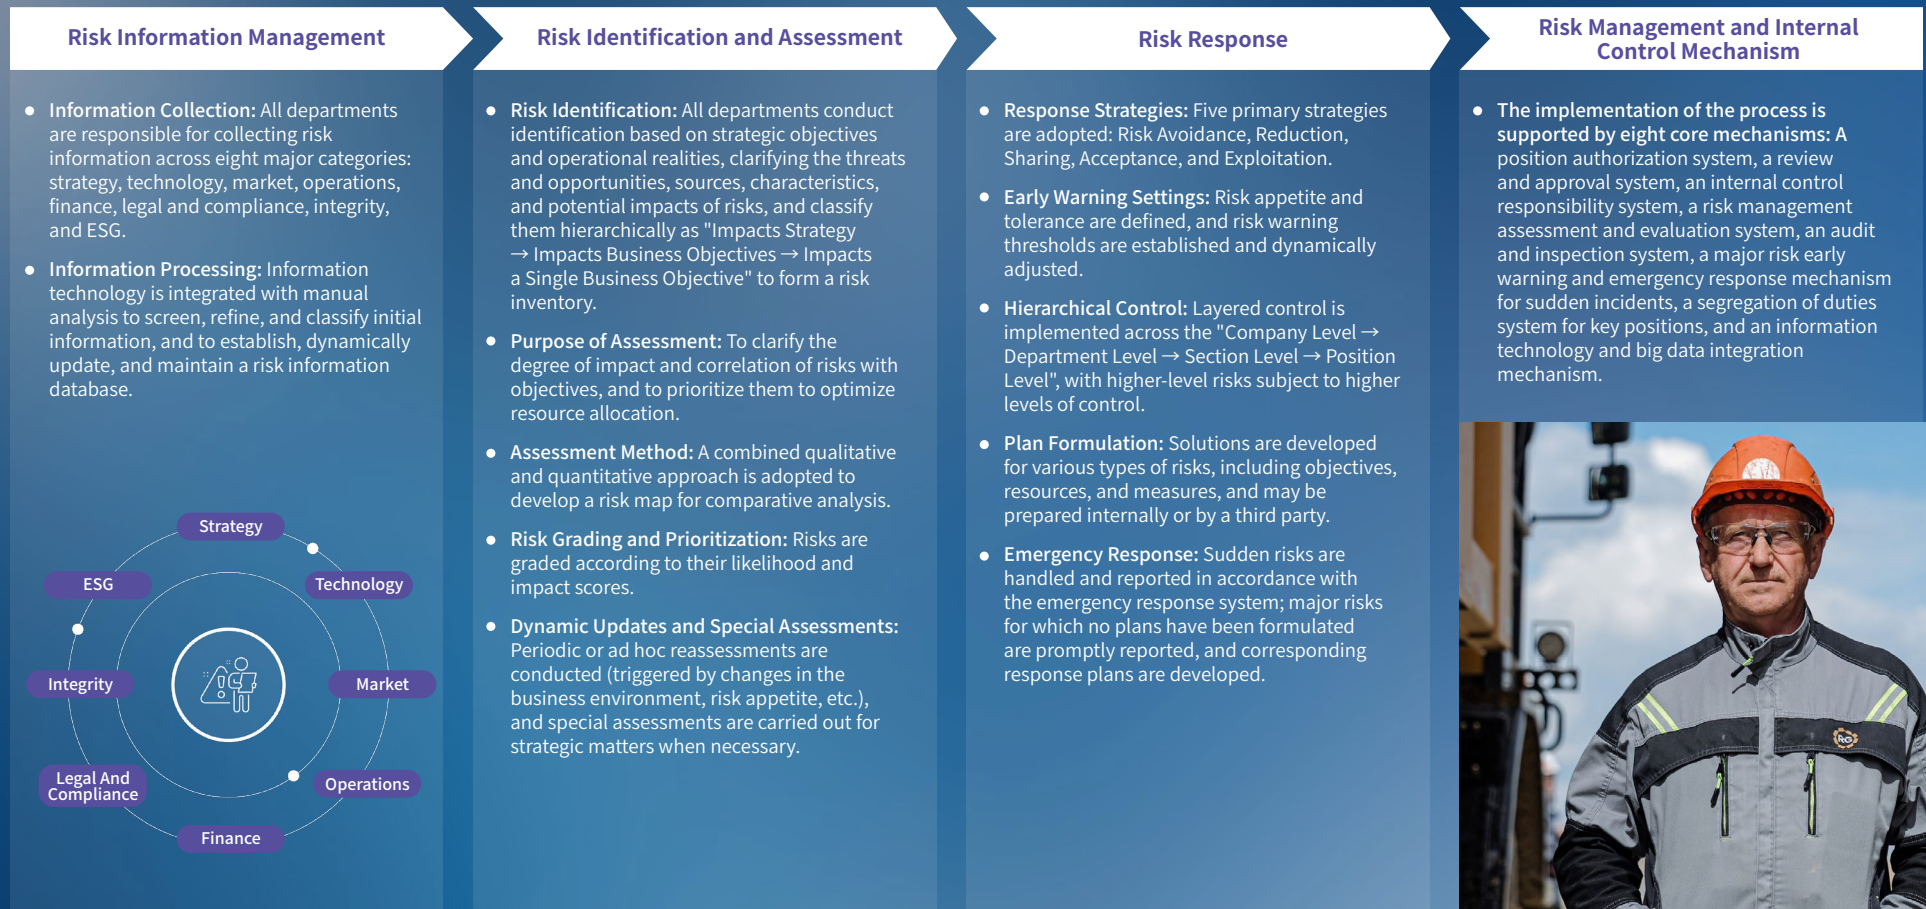 Risk Information Management
Risk Identification and Assessment
Risk Response
Risk Management and Internal
Control Mechanism
● Information Collection: All departments
are responsible for collecting risk
information across eight major categories:
strategy, technology, market, operations,
finance, legal and compliance, integrity,
and ESG.
● Information Processing: Information
technology is integrated with manual
analysis to screen, refine, and classify initial
information, and to establish, dynamically
update, and maintain a risk information
database.
Strategy
ESG
Technology
Integrity
Market
Legal And
Compliance
Operations
Finance
● Risk Identification: All departments conduct
identification based on strategic objectives
and operational realities, clarifying the threats
and opportunities, sources, characteristics,
and potential impacts of risks, and classify
them hierarchically as "Impacts Strategy
→ Impacts Business Objectives → Impacts
a Single Business Objective" to form a risk
inventory.
● Purpose of Assessment: To clarify the
degree of impact and correlation of risks with
objectives, and to prioritize them to optimize
resource allocation.
● Assessment Method: A combined qualitative
and quantitative approach is adopted to
develop a risk map for comparative analysis.
● Risk Grading and Prioritization: Risks are
graded according to their likelihood and
impact scores.
● Dynamic Updates and Special Assessments:
Periodic or ad hoc reassessments are
conducted (triggered by changes in the
business environment, risk appetite, etc.),
and special assessments are carried out for
strategic matters when necessary.
● Response Strategies: Five primary strategies
are adopted: Risk Avoidance, Reduction,
Sharing, Acceptance, and Exploitation.
● Early Warning Settings: Risk appetite and
tolerance are defined, and risk warning
thresholds are established and dynamically
adjusted.
● Hierarchical Control: Layered control is
implemented across the "Company Level →
Department Level → Section Level → Position
Level", with higher-level risks subject to higher
levels of control.
● Plan Formulation: Solutions are developed
for various types of risks, including objectives,
resources, and measures, and may be
prepared internally or by a third party.
● Emergency Response: Sudden risks are
handled and reported in accordance with
the emergency response system; major risks
for which no plans have been formulated
are promptly reported, and corresponding
response plans are developed.
● The implementation of the process is
supported by eight core mechanisms: A
position authorization system, a review
and approval system, an internal control
responsibility system, a risk management
assessment and evaluation system, an audit
and inspection system, a major risk early
warning and emergency response mechanism
for sudden incidents, a segregation of duties
system for key positions, and an information
technology and big data integration
mechanism.
RG